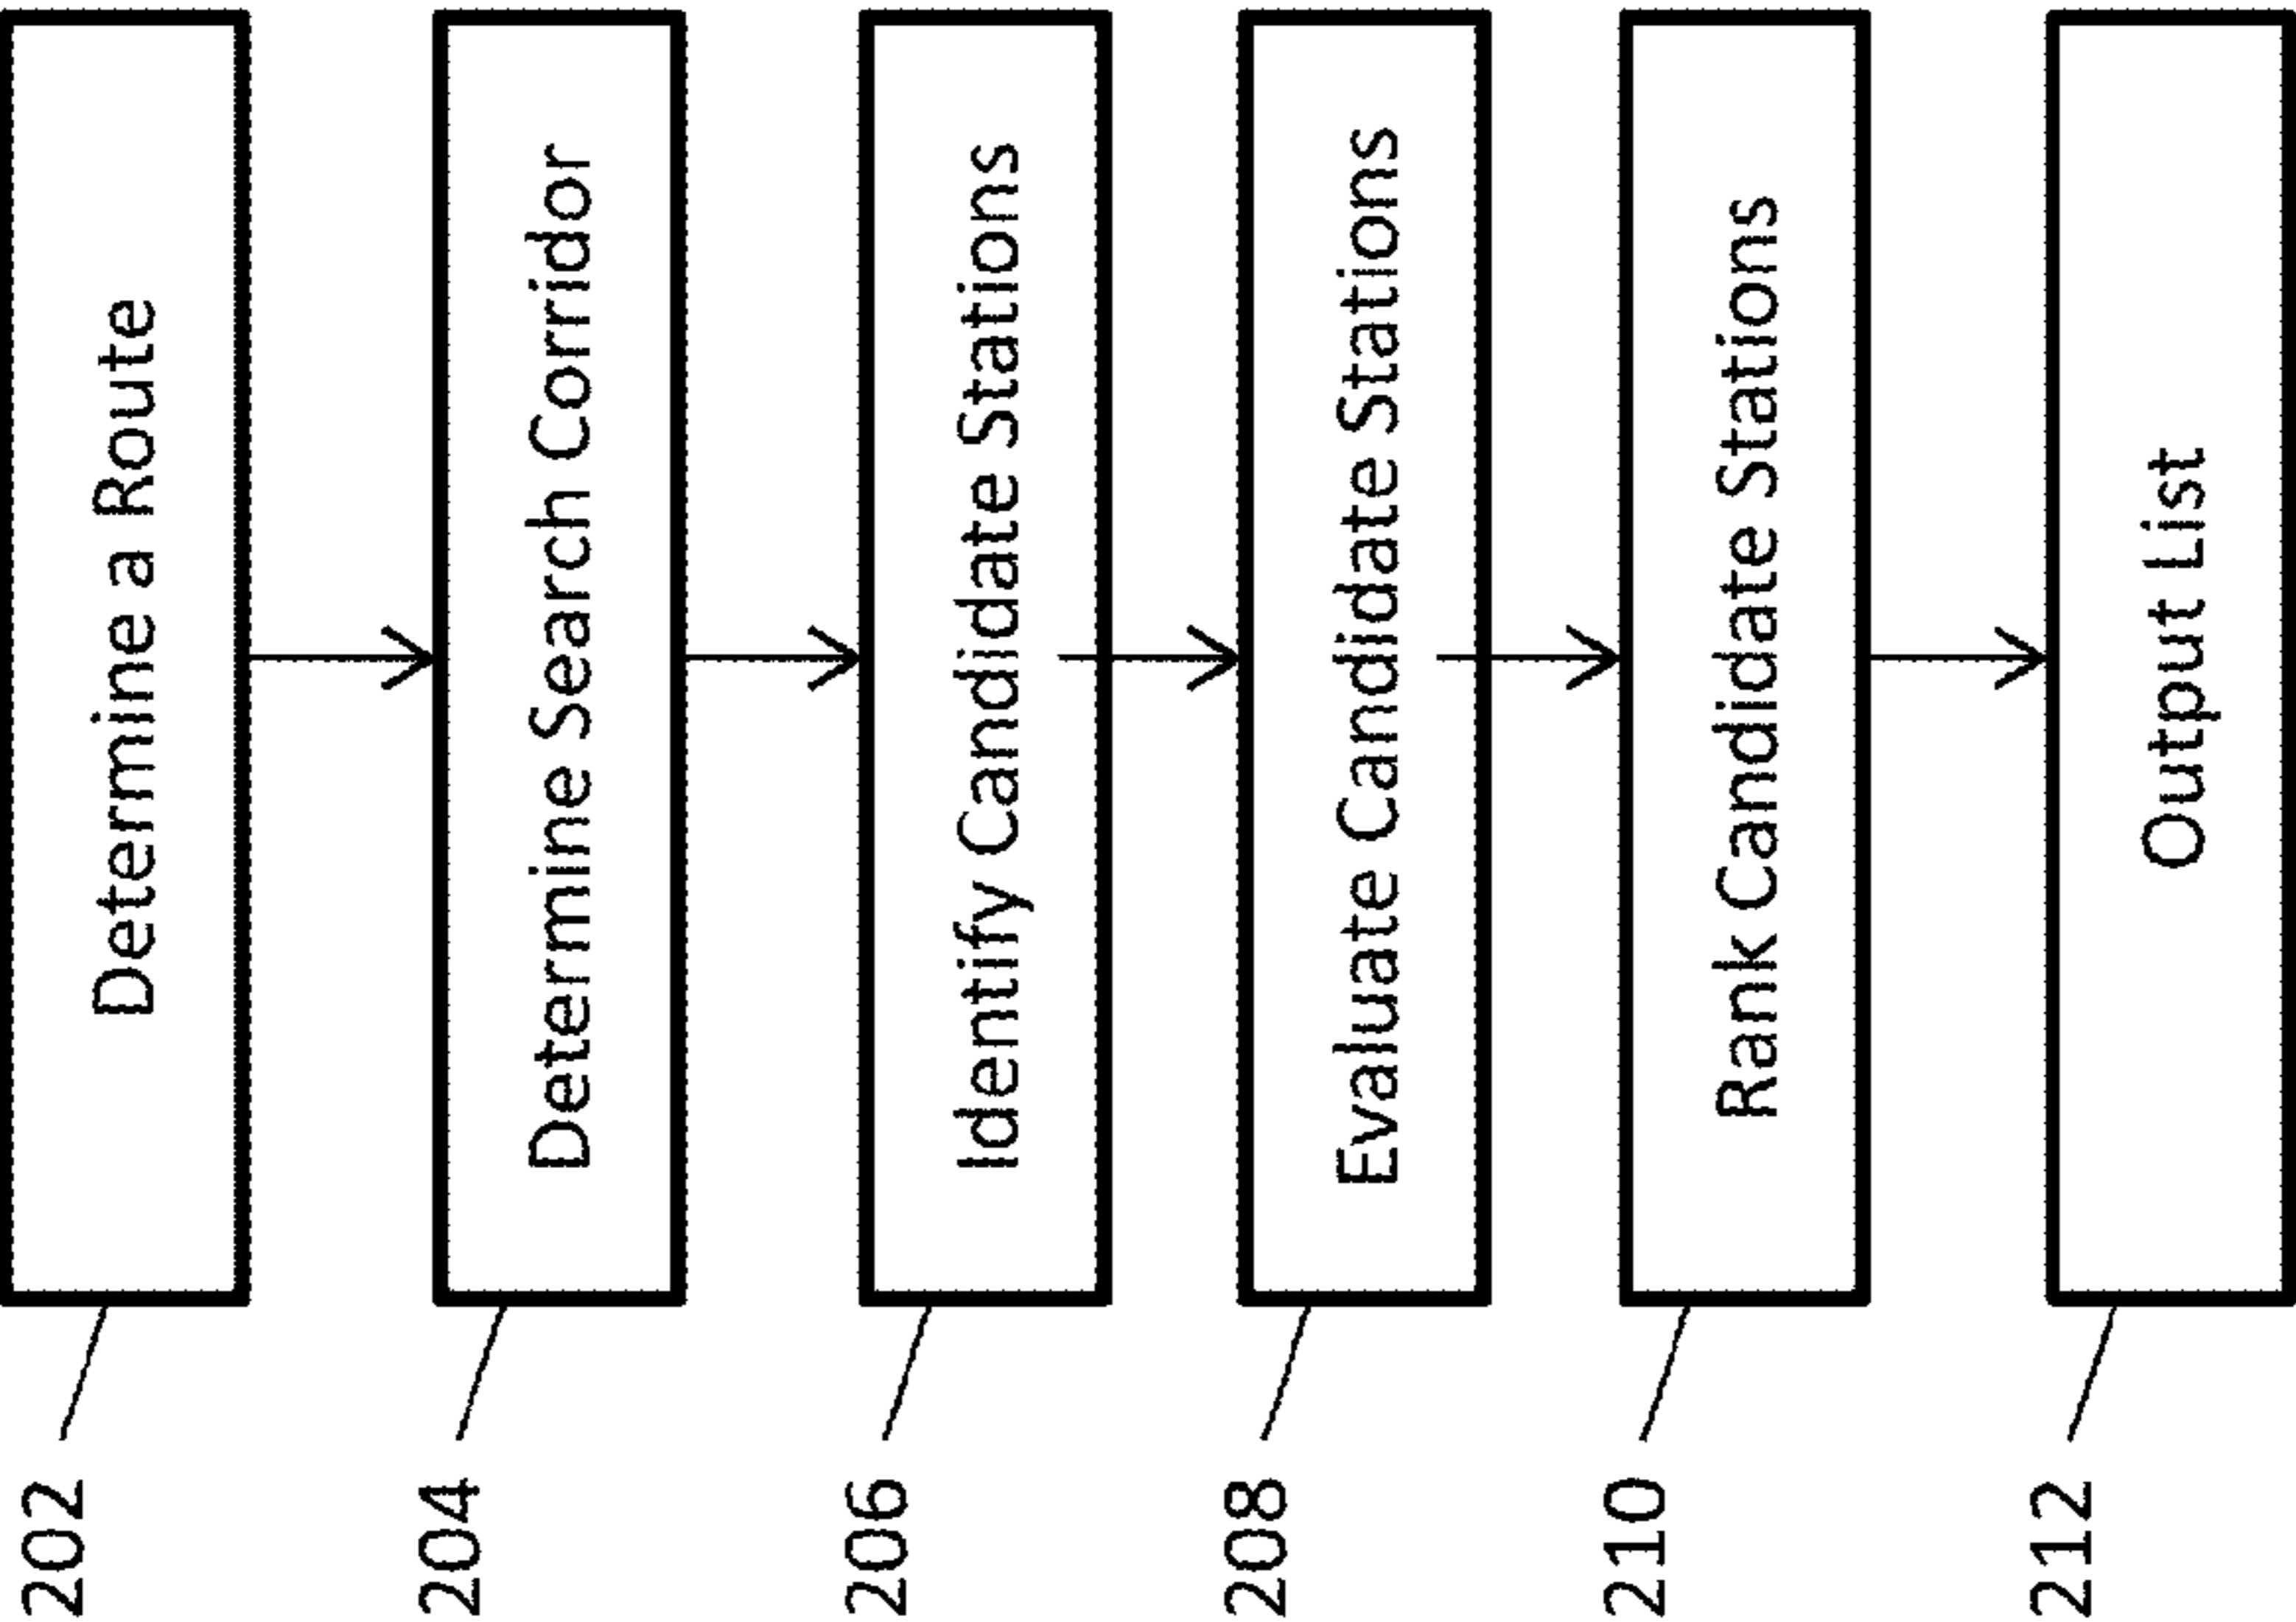 202 Determine a Route
204 Determine Search Corridor
206 Identify Candidate Stations
208 Evaluate Candidate Stations
210 Rank Candidate Stations
212 Output List